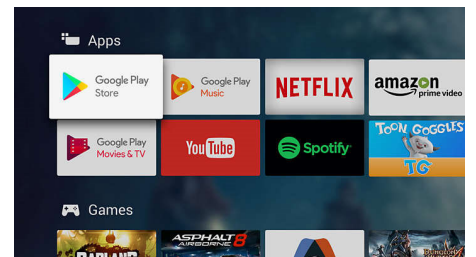 Apps
Google Play
Store
Google Play
Music
NETFLIX
amazon
prime video
Google Play
Movies & TV
YouTube
Spotify
TOON GOGGLES
TG
Games
BADLAND
ASPHALT 8
AIRBORNE